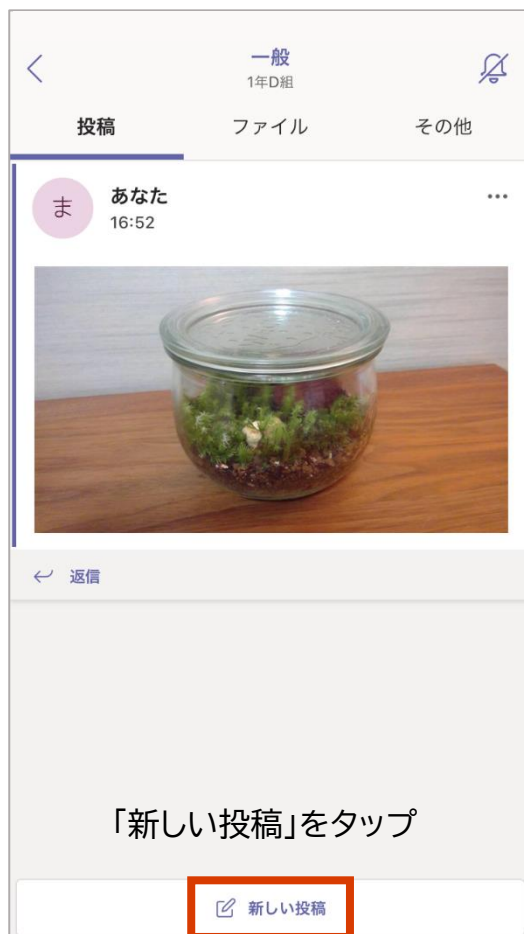 一般
1年D組
投稿 ファイル その他
ま
あなた
16:52
返信
「新しい投稿」をタップ
新しい投稿